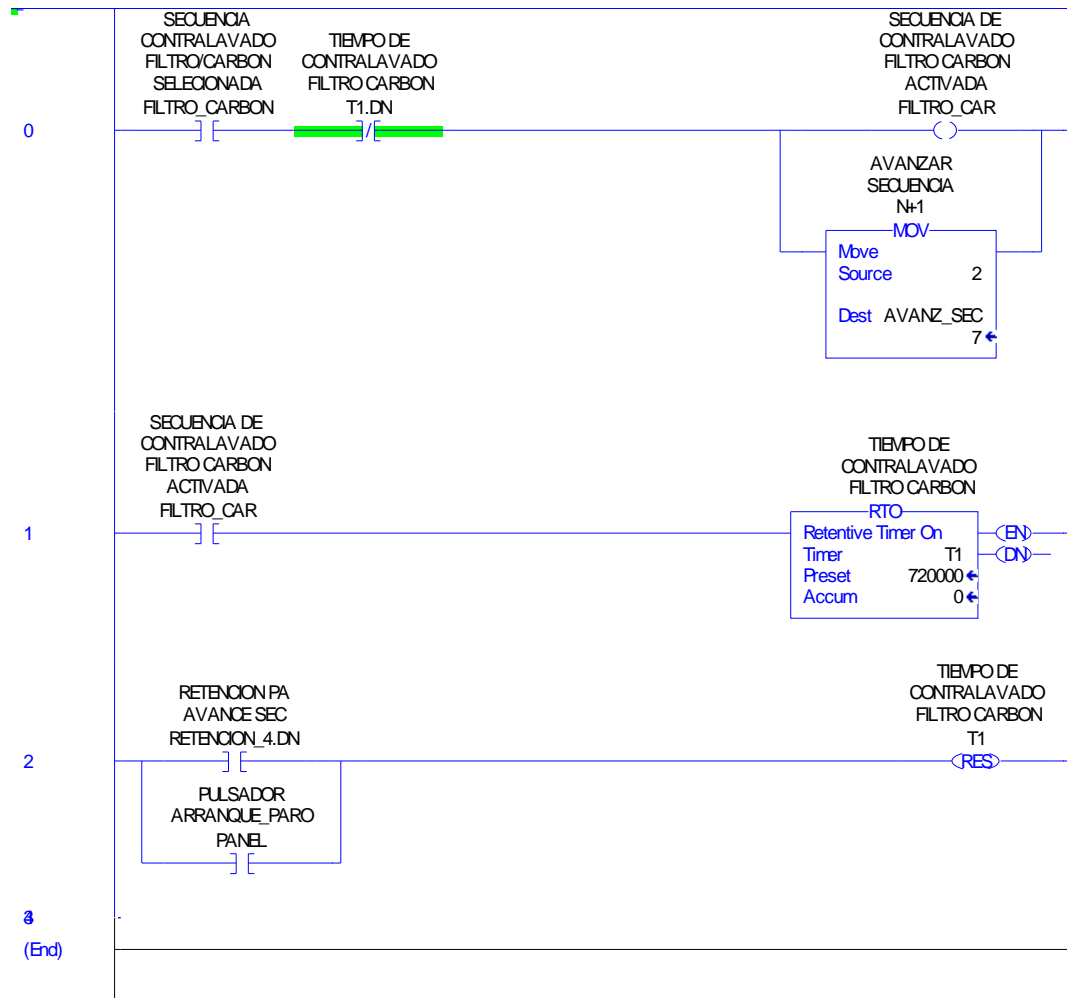 SECUENCIA
CONTRALAVADO
FILTRO/CARBON
SELECIONADA
FILTRO_CARBON
TIEMPO DE
CONTRALAVADO
FILTRO CARBON
T1.DN
SECUENCIA DE
CONTRALAVADO
FILTRO CARBON
ACTIVADA
FILTRO_CAR
0
AVANZAR
SECUENCIA
N+1
MOV
Move
Source 2
Dest AVANZ_SEC
7
SECUENCIA DE
CONTRALAVADO
FILTRO CARBON
ACTIVADA
FILTRO_CAR
TIEMPO DE
CONTRALAVADO
FILTRO CARBON
1
RTO
Retentive Timer On
Timer T1
Preset 720000
Accum 0
EN
DN
RETENCION PA
AVANCE SEC
RETENCION_4.DN
TIEMPO DE
CONTRALAVADO
FILTRO CARBON
T1
2
RES
PULSADOR
ARRANQUE_PARO
PANEL
(End)